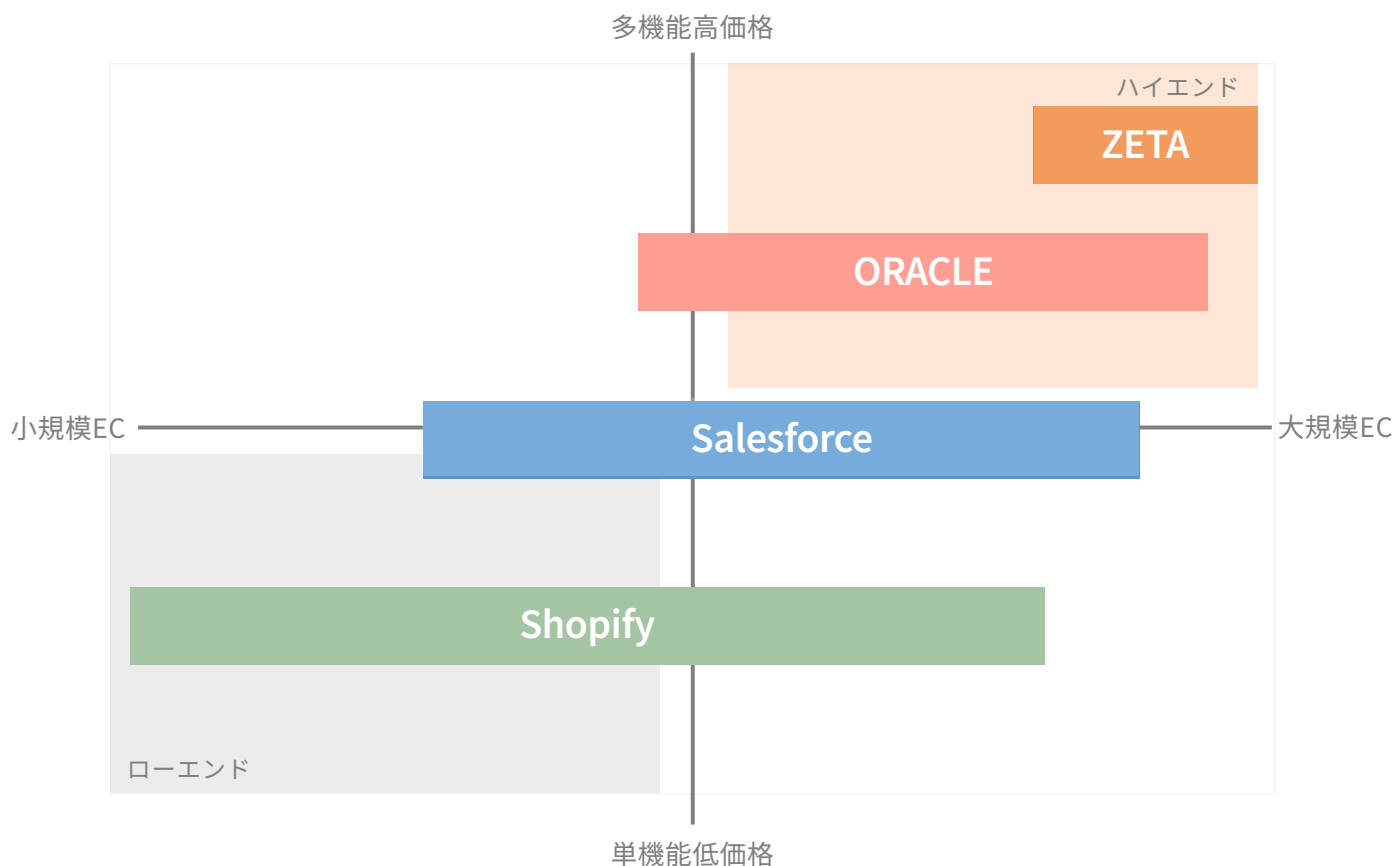 多機能高価格
ハイエンド
ZETA
ORACLE
小規模EC
Salesforce
大規模EC
Shopify
ローエンド
単機能低価格